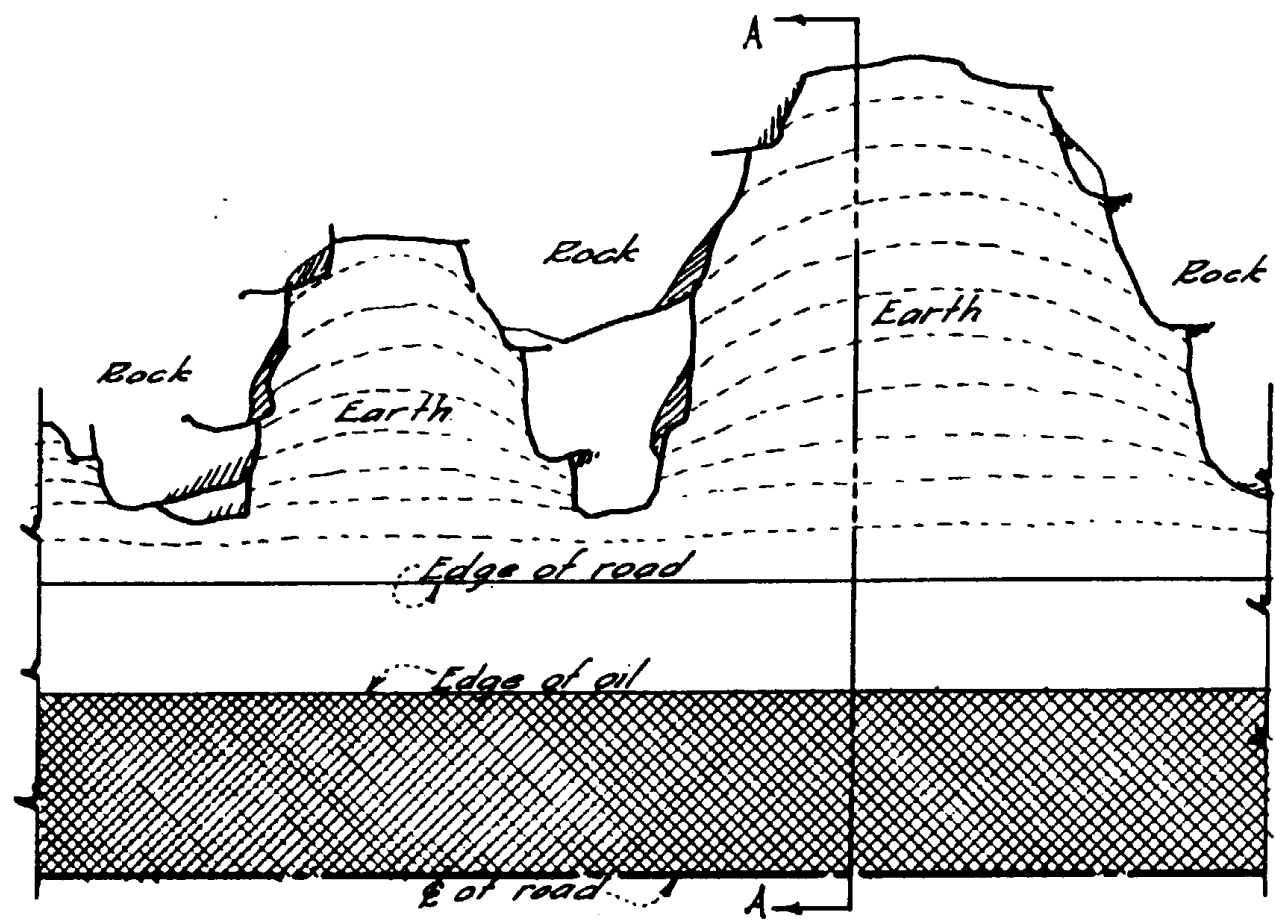 A
Rock
Rock
Earth
Rock
Earth
Edge of road
Edge of oil
℄ of road
A